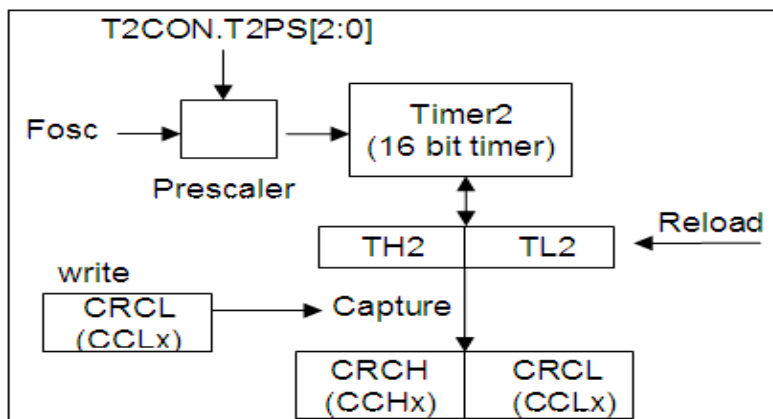 T2CON.T2PS[2:0]
Fosc
Prescaler
Timer2
(16 bit timer)
TH2
TL2
Reload
write
CRCL
(CCLx)
Capture
CRCH
(CCHx)
CRCL
(CCLx)